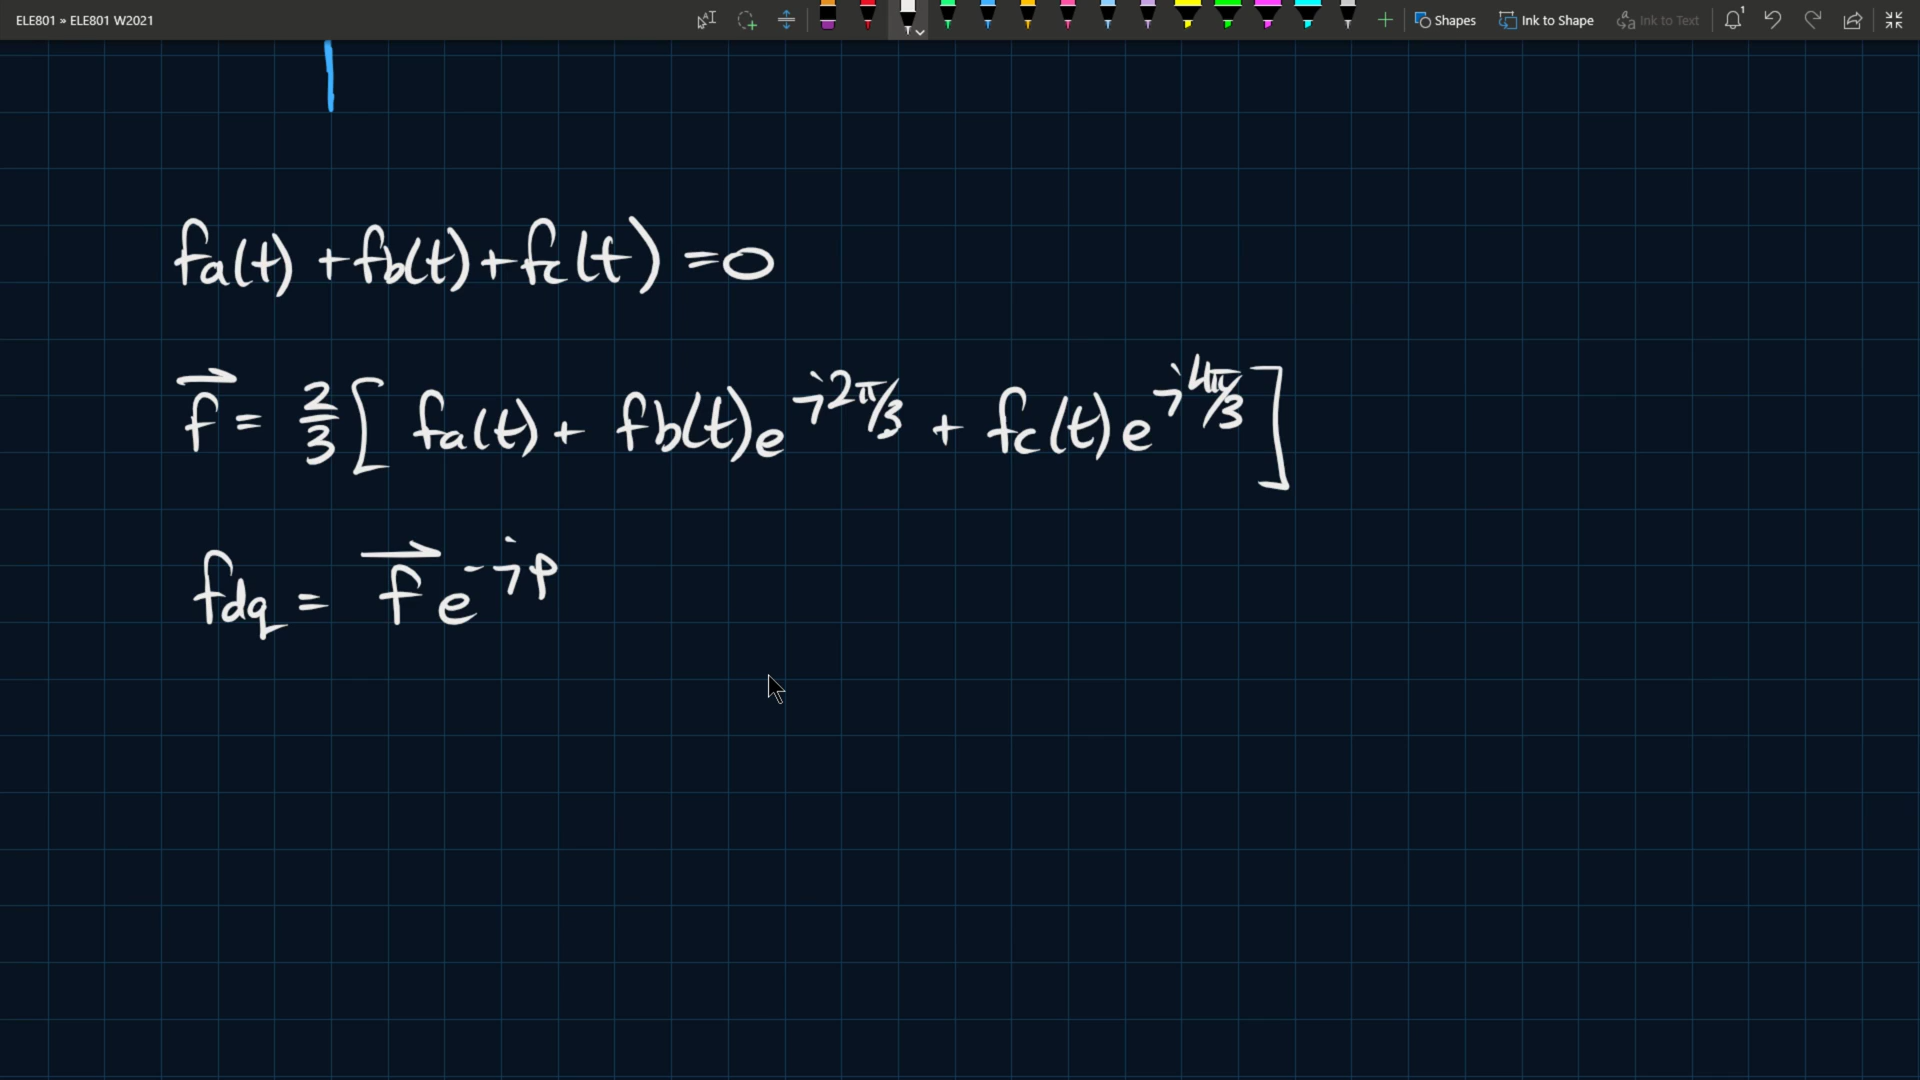 ELE801 » ELE801 W2021
Shapes
Ink to Shape
Ink to Text
1
fa(t) + fb(t) + fc(t) = 0
f⃗ = 2/3 [ fa(t) + fb(t)e^{j2π/3} + fc(t)e^{j4π/3} ]
fdq = f⃗ e^{-jρ}